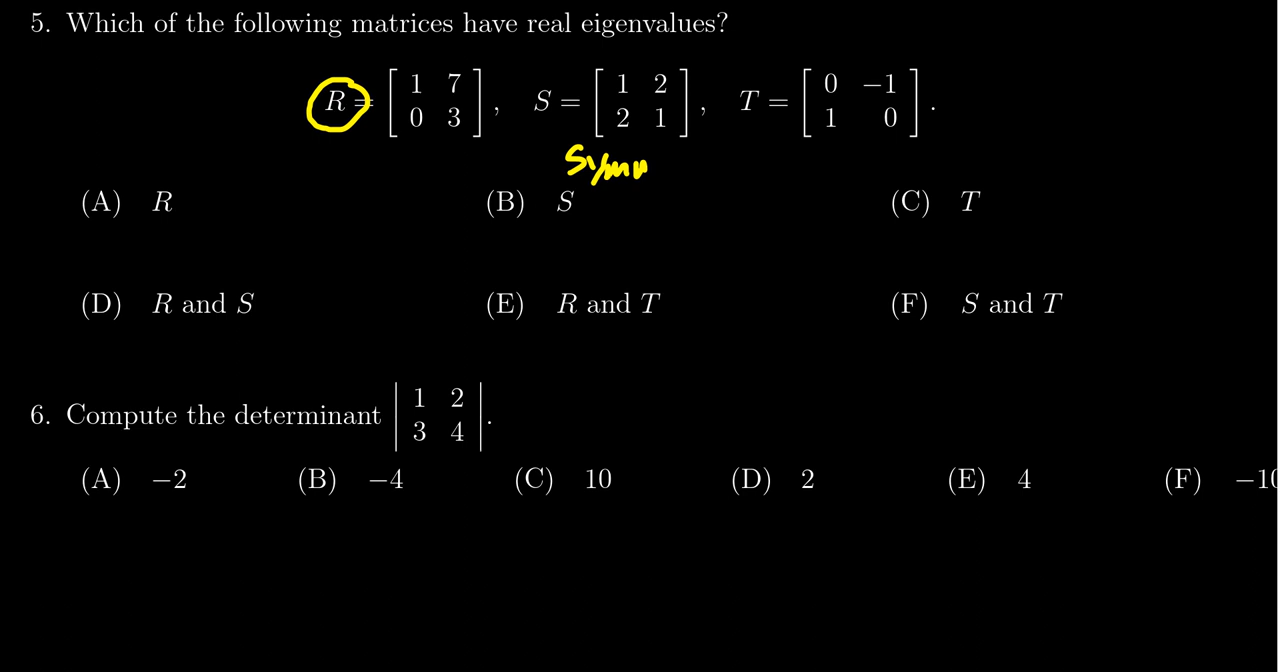 5. Which of the following matrices have real eigenvalues?
R = [ 1 7 0 3 ], S = [ 1 2 2 1 ], T = [ 0 −1 1 0 ].
Symm
(A) R (B) S (C) T
(D) R and S (E) R and T (F) S and T
6. Compute the determinant | 1 2 3 4 |.
(A) −2 (B) −4 (C) 10 (D) 2 (E) 4 (F) −10